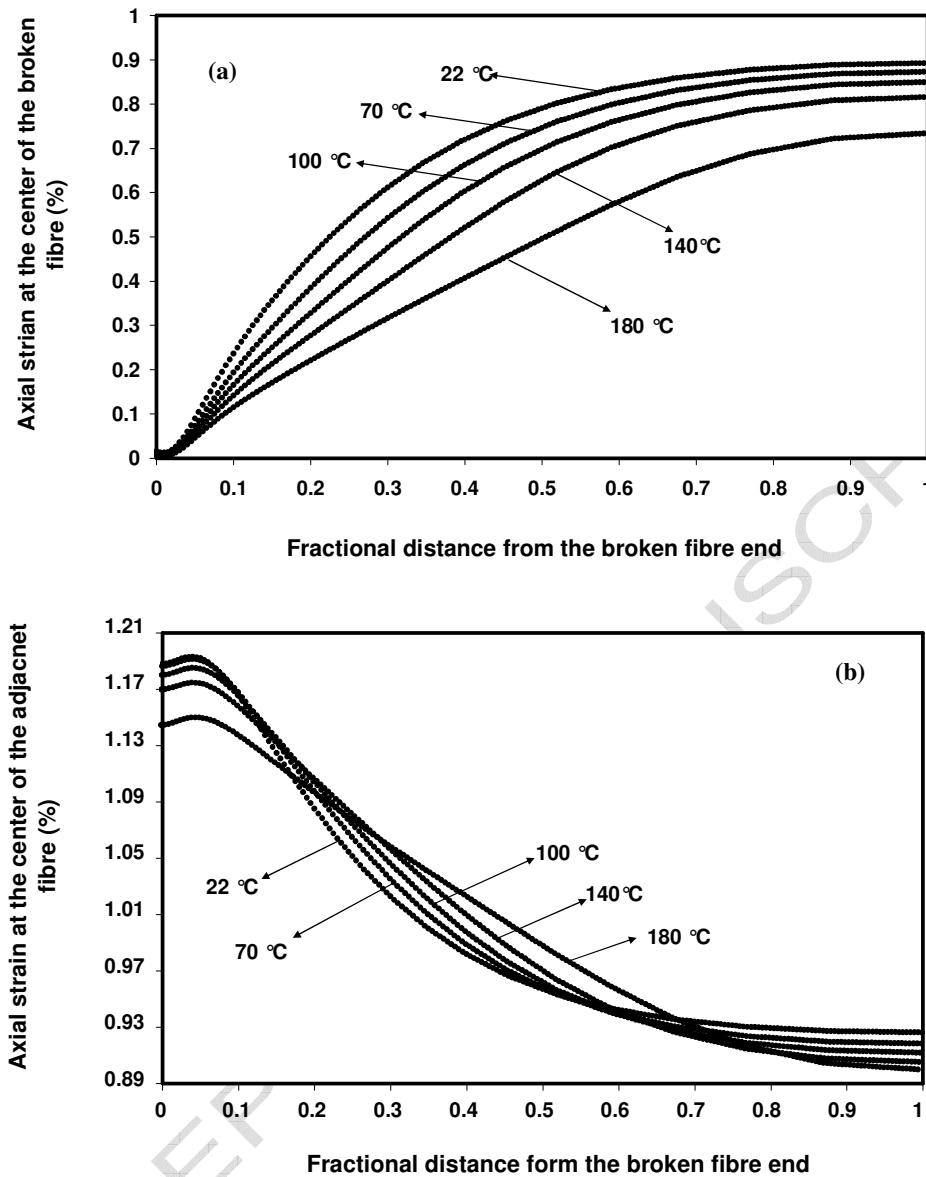 1
0.9
0.8
0.7
0.6
0.5
0.4
0.3
0.2
0.1
0
Axial strian at the center of the broken
fibre (%)
(a)
22 °C
70 °C
100 °C
140°C
180 °C
0 0.1 0.2 0.3 0.4 0.5 0.6 0.7 0.8 0.9 1
Fractional distance from the broken fibre end
1.21
1.17
1.13
1.09
1.05
1.01
0.97
0.93
0.89
Axial strain at the center of the adjacnet
fibre (%)
(b)
22 °C
70 °C
100 °C
140°C
180 °C
0 0.1 0.2 0.3 0.4 0.5 0.6 0.7 0.8 0.9 1
Fractional distance form the broken fibre end